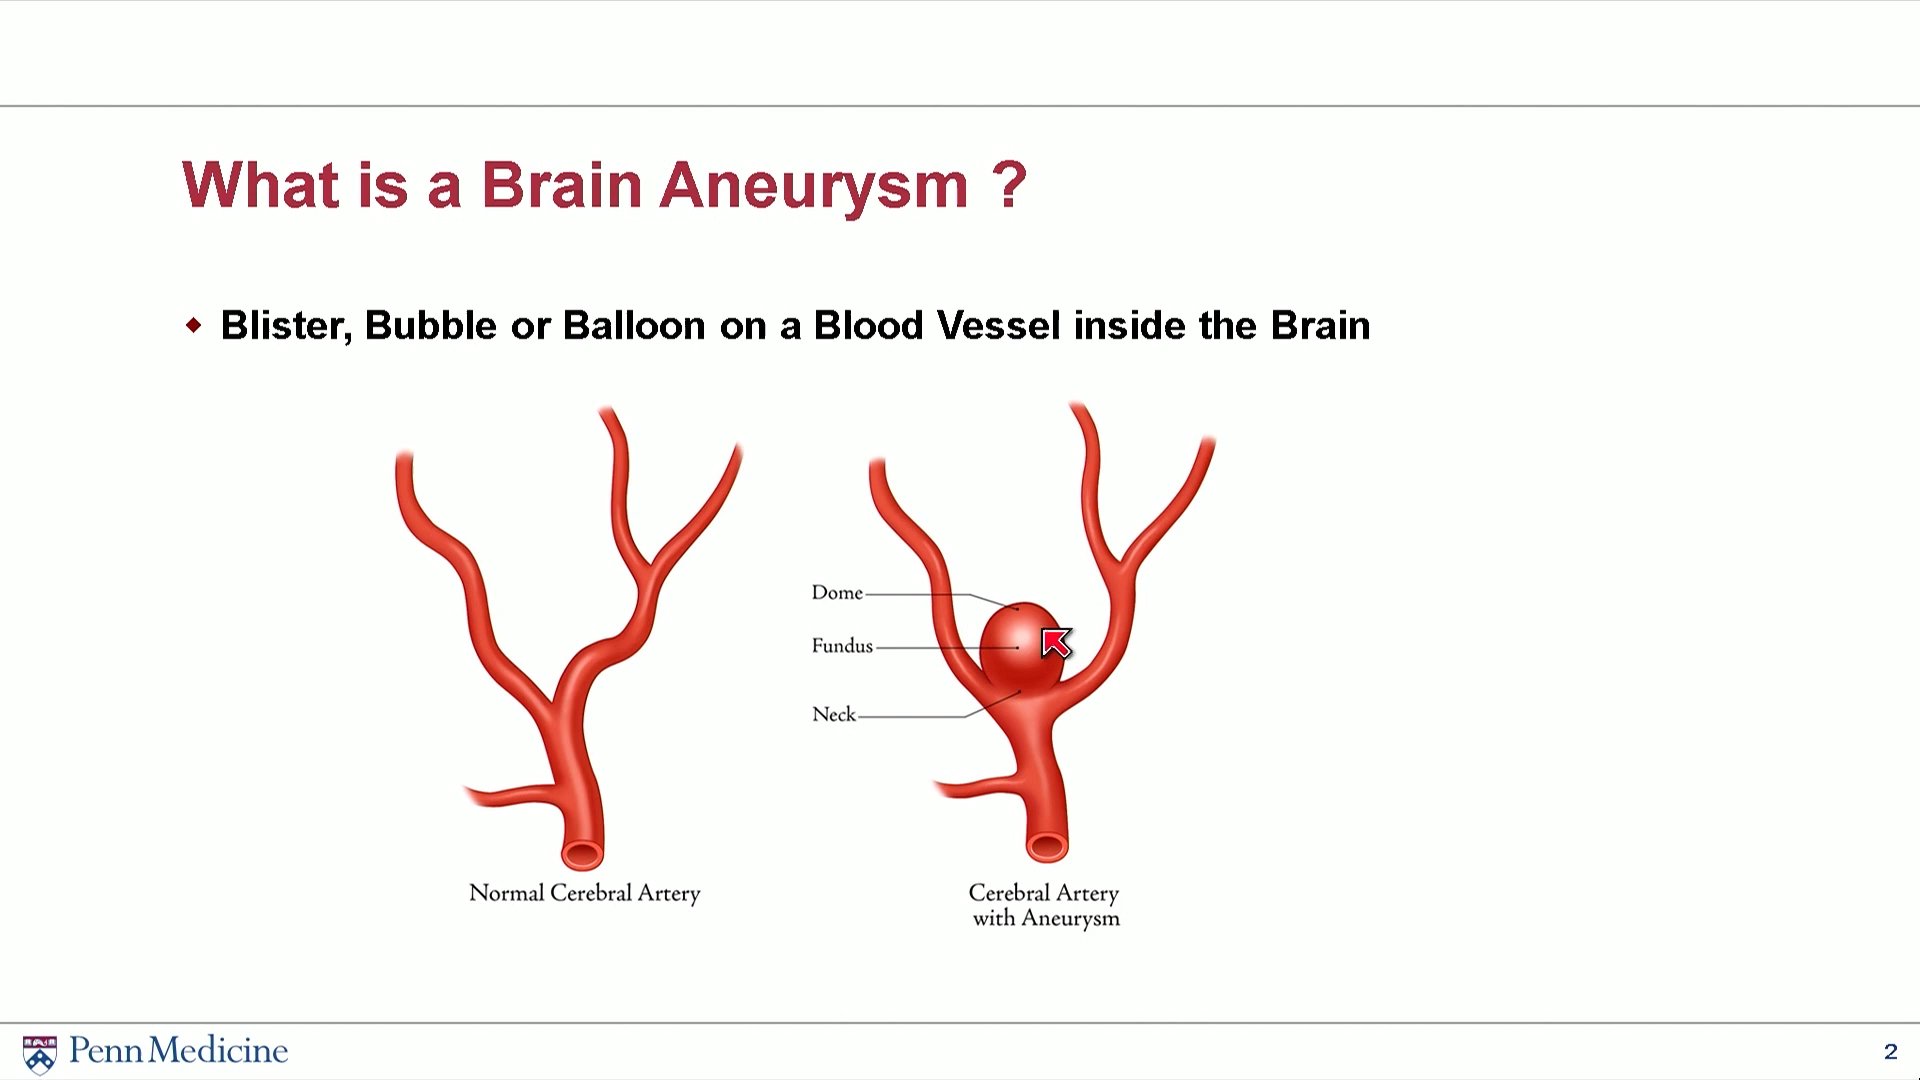 What is a Brain Aneurysm ?
Blister, Bubble or Balloon on a Blood Vessel inside the Brain
Dome
Fundus
Neck
Normal Cerebral Artery
Cerebral Artery
with Aneurysm
Penn Medicine
2